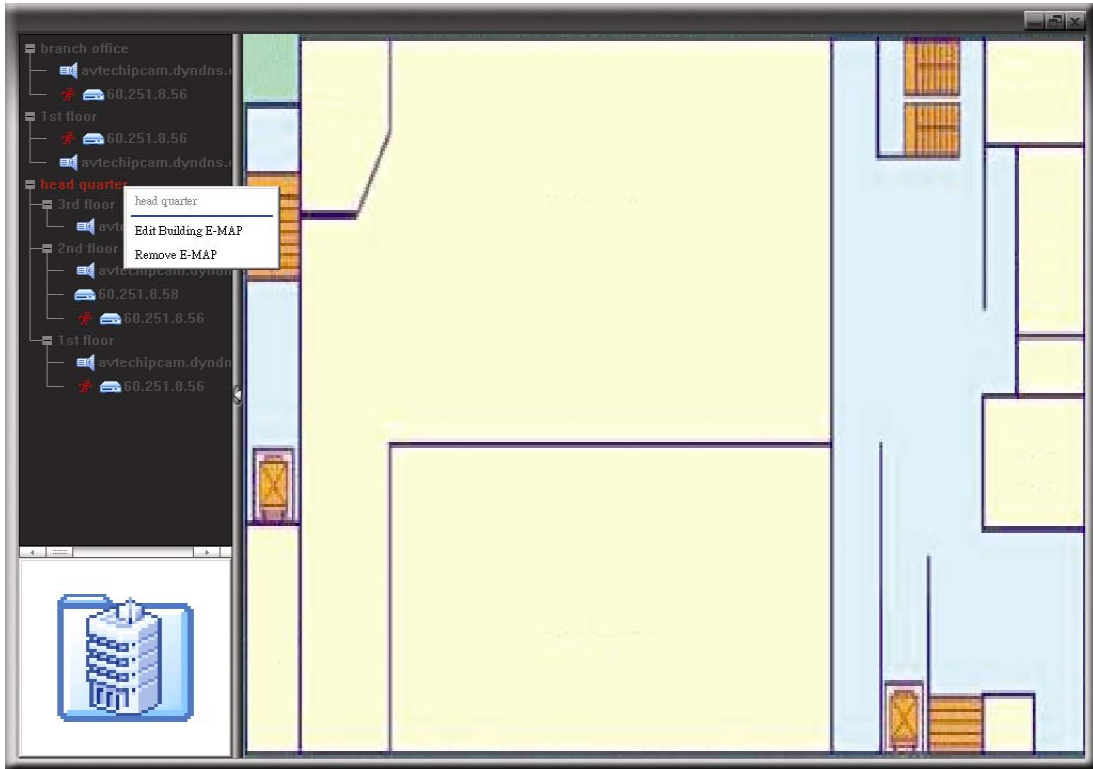 branch office
avtechipcam.dyndns.
60.251.8.56
1st floor
60.251.8.56
avtechipcam.dyndns.
head quarter
3rd floor
2nd floor
avtechipcam.dyndn
60.251.8.58
60.251.8.56
1st floor
avtechipcam.dyndn
60.251.8.56
head quarter
Edit Building E-MAP
Remove E-MAP